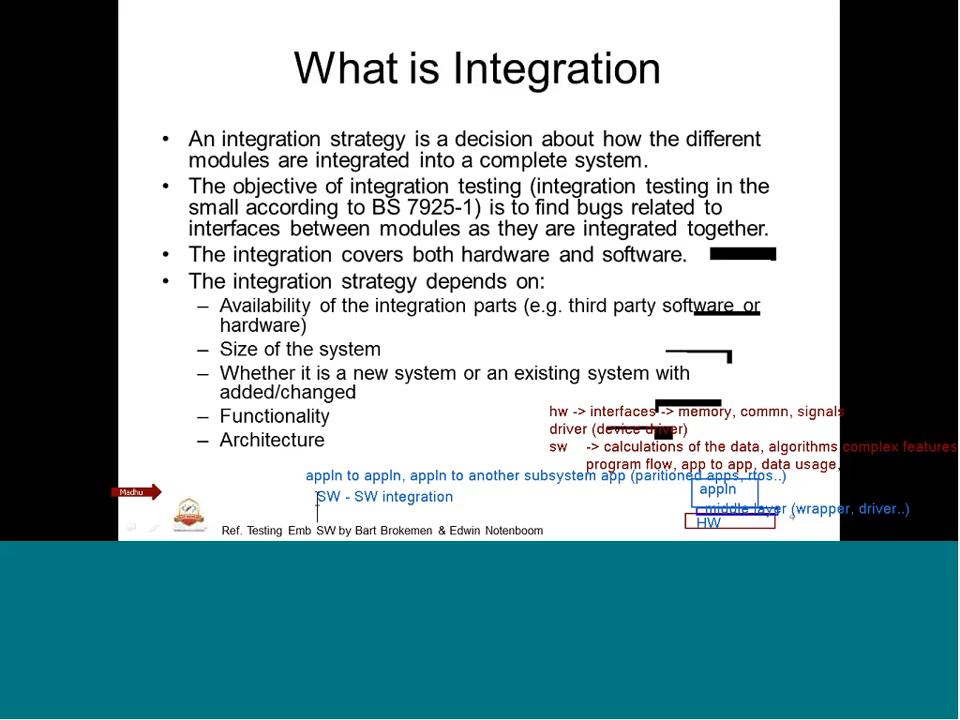 What is Integration
• An integration strategy is a decision about how the different
modules are integrated into a complete system.
• The objective of integration testing (integration testing in the
small according to BS 7925-1) is to find bugs related to
interfaces between modules as they are integrated together.
• The integration covers both hardware and software.
• The integration strategy depends on:
– Availability of the integration parts (e.g. third party software or
hardware)
– Size of the system
– Whether it is a new system or an existing system with
added/changed
– Functionality
– Architecture
hw -> interfaces -> memory, commn, signals
driver (device driver)
sw -> calculations of the data, algorithms complex features
program flow, app to app, data usage,
appln to appln, appln to another subsystem app (paritioned apps, rtos..)
SW - SW integration
appln
middle layer (wrapper, driver..)
HW
Madhu
Ref. Testing Emb SW by Bart Brokemen & Edwin Notenboom